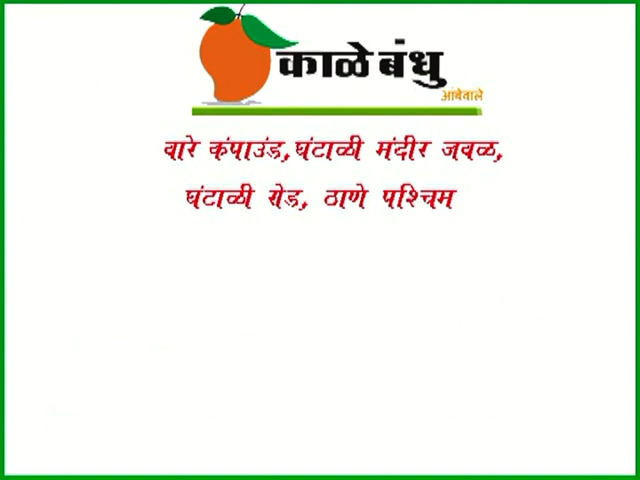 काळे बंधु
आंबेवाले
वारे कंपाउंड,घंटाळी मंदीर जवळ,
घंटाळी रोड, ठाणे पश्चिम